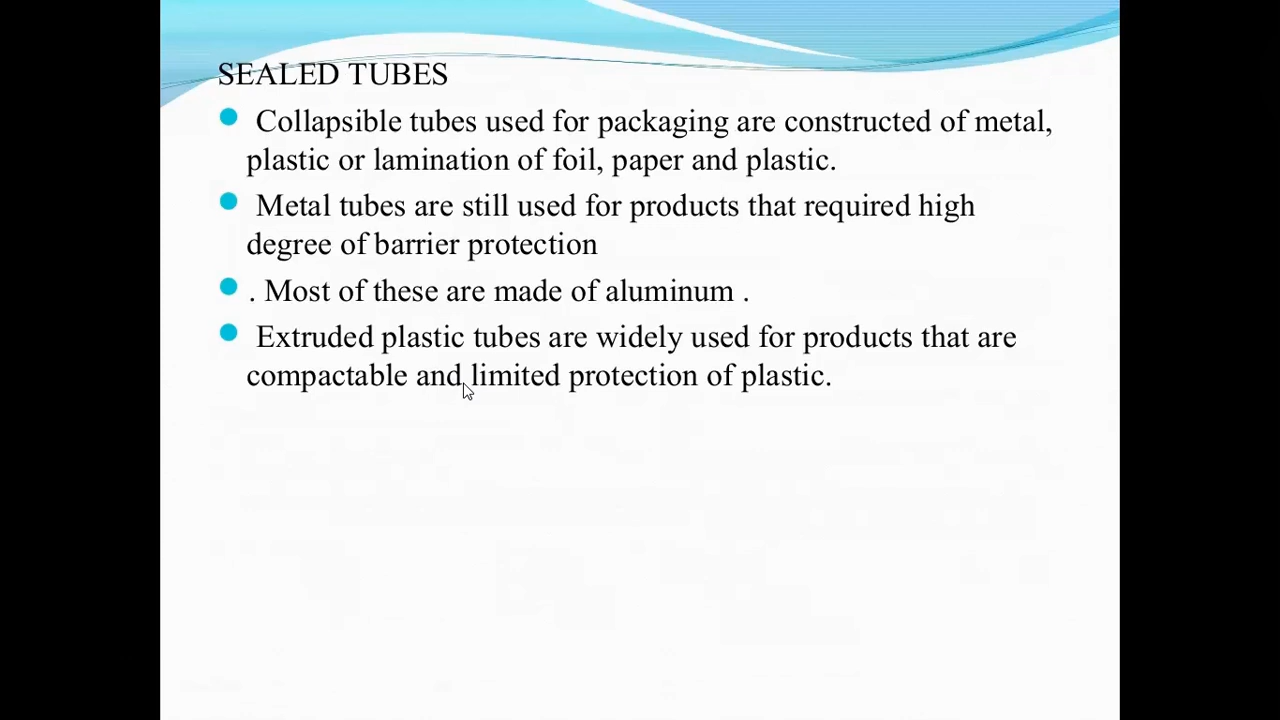 SEALED TUBES
Collapsible tubes used for packaging are constructed of metal,
plastic or lamination of foil, paper and plastic.
Metal tubes are still used for products that required high
degree of barrier protection
. Most of these are made of aluminum .
Extruded plastic tubes are widely used for products that are
compactable and limited protection of plastic.